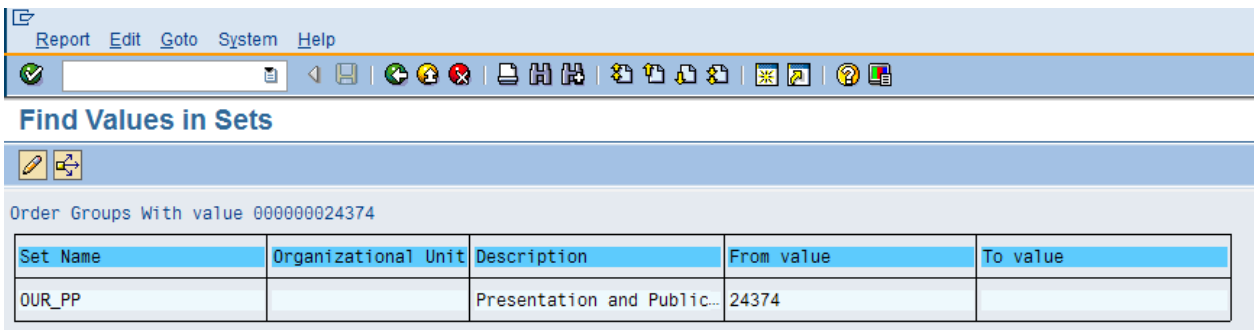 Report Edit Goto System Help
Find Values in Sets
Order Groups With value 000000024374
Set Name Organizational Unit Description From value To value
OUR_PP Presentation and Public… 24374